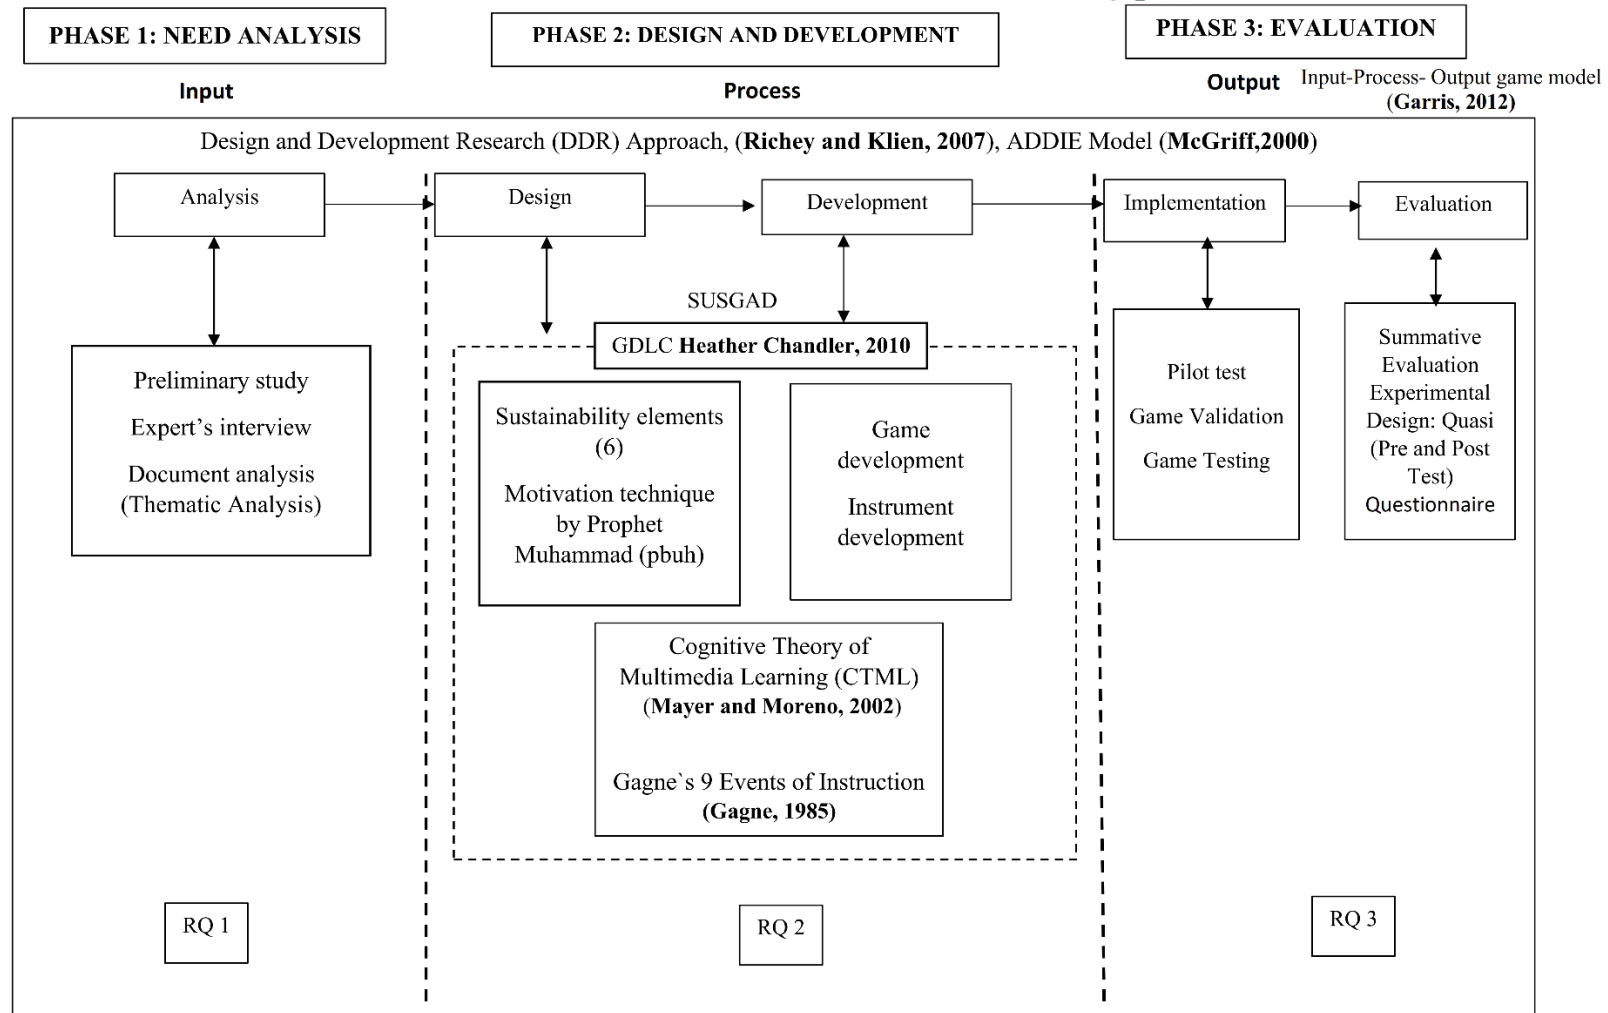 PHASE 1: NEED ANALYSIS
PHASE 2: DESIGN AND DEVELOPMENT
PHASE 3: EVALUATION
Input
Process
Output
Input-Process- Output game model
(Garris, 2012)
Design and Development Research (DDR) Approach, (Richey and Klien, 2007), ADDIE Model (McGriff,2000)
Analysis
Design
Development
Implementation
Evaluation
Preliminary study
Expert’s interview
Document analysis
(Thematic Analysis)
SUSGAD
GDLC Heather Chandler, 2010
Sustainability elements
(6)
Motivation technique
by Prophet
Muhammad (pbuh)
Game
development
Instrument
development
Cognitive Theory of
Multimedia Learning (CTML)
(Mayer and Moreno, 2002)
Gagne`s 9 Events of Instruction
(Gagne, 1985)
Pilot test
Game Validation
Game Testing
Summative
Evaluation
Experimental
Design: Quasi
(Pre and Post
Test)
Questionnaire
RQ 1
RQ 2
RQ 3